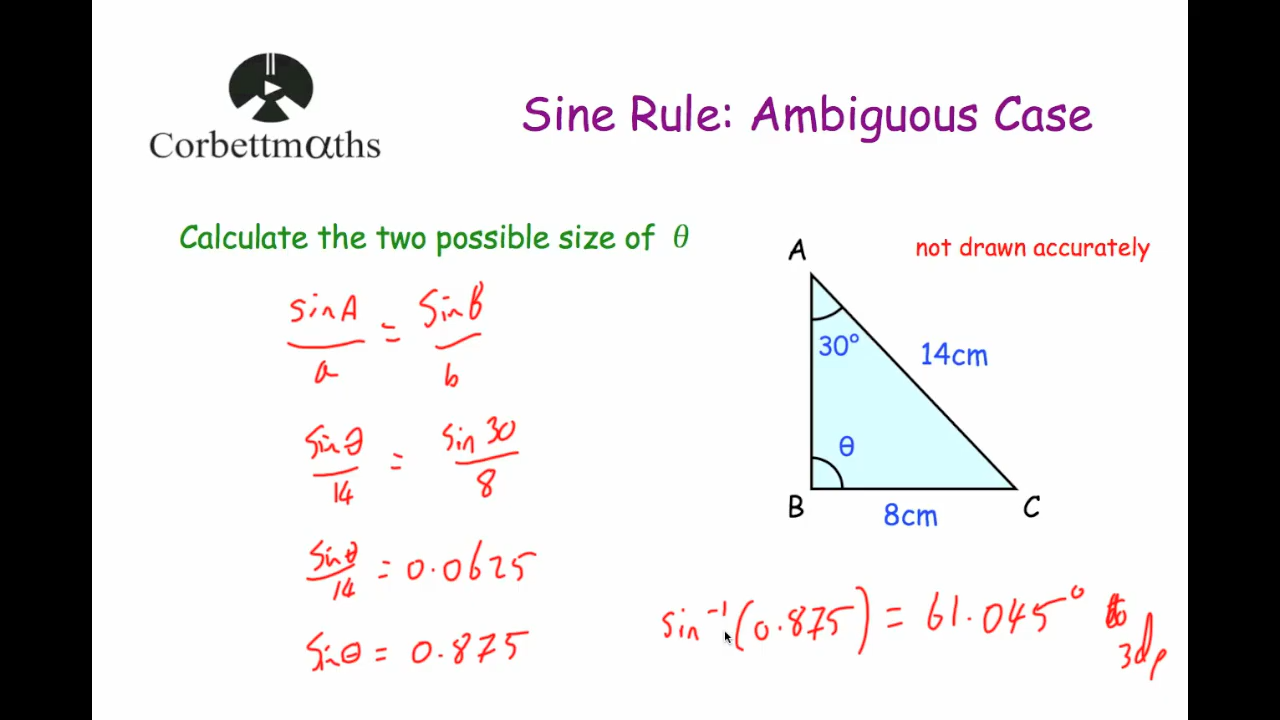 Corbettmαths
Sine Rule: Ambiguous Case
Calculate the two possible size of θ
not drawn accurately
sinA/a = sinB/b
sinθ/14 = sin30/8
sinθ/14 = 0.0625
sinθ = 0.875
A
30°
14cm
θ
B
8cm
C
sin⁻¹(0.875) = 61.045° to
3dp